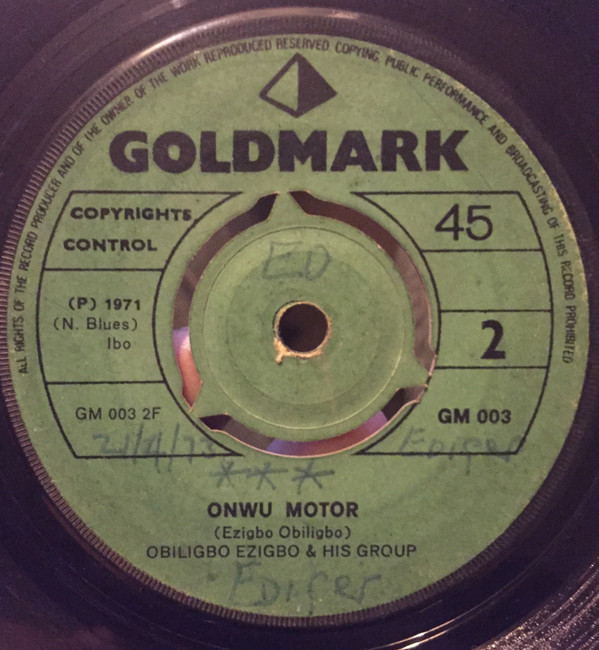 ALL RIGHTS OF THE RECORD PRODUCER AND OF THE OWNER OF THE WORK REPRODUCED RESERVED. COPYING, PUBLIC PERFORMANCE AND BROADCASTING OF THIS RECORD PROHIBITED
GOLDMARK
COPYRIGHTS
CONTROL
45
ED
(P) 1971
(N. Blues)
Ibo
2
GM 003 2F
GM 003
***
ONWU MOTOR
(Ezigbo Obiligbo)
OBILIGBO EZIGBO & HIS GROUP